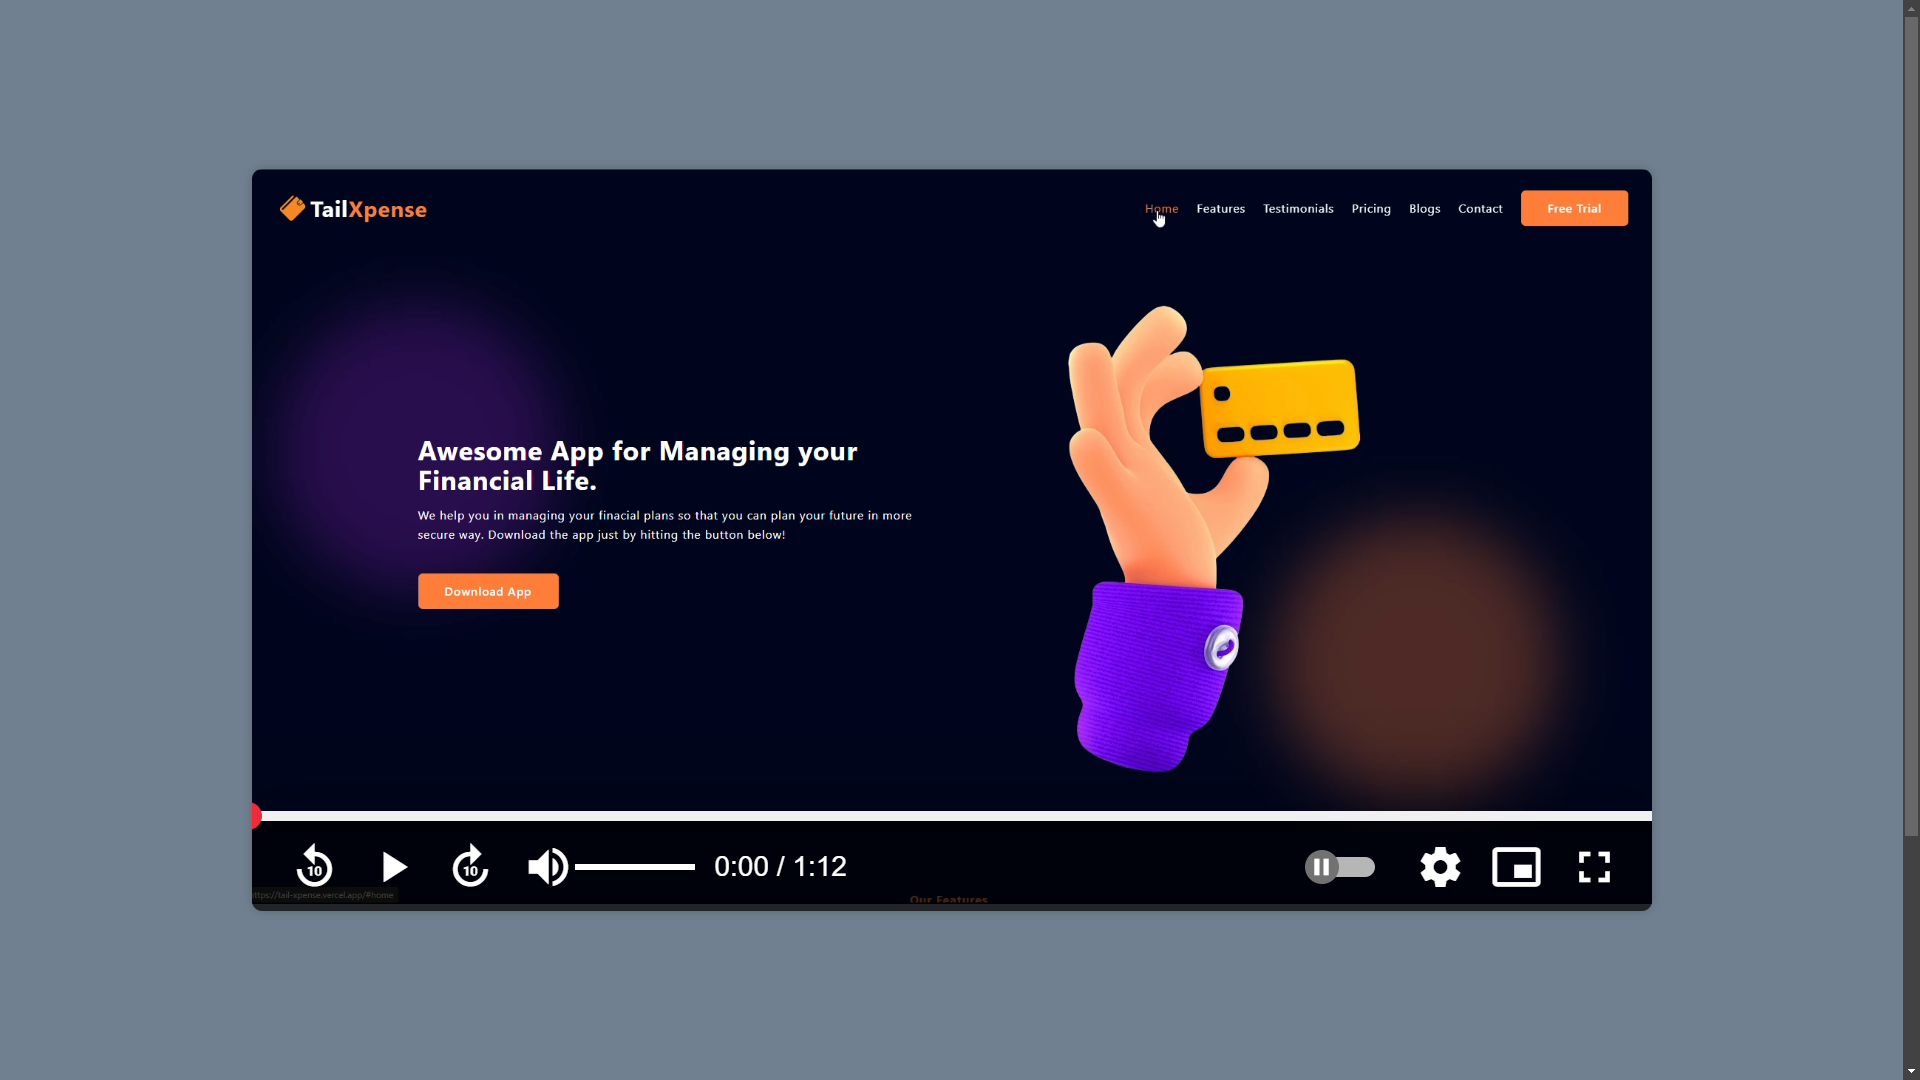 TailXpense
Home Features Testimonials Pricing Blogs Contact Free Trial
Awesome App for Managing your
Financial Life.
We help you in managing your finacial plans so that you can plan your future in more
secure way. Download the app just by hitting the button below!
Download App
10 10 0:00 / 1:12
https://tail-xpense.vercel.app/#home
Our Features